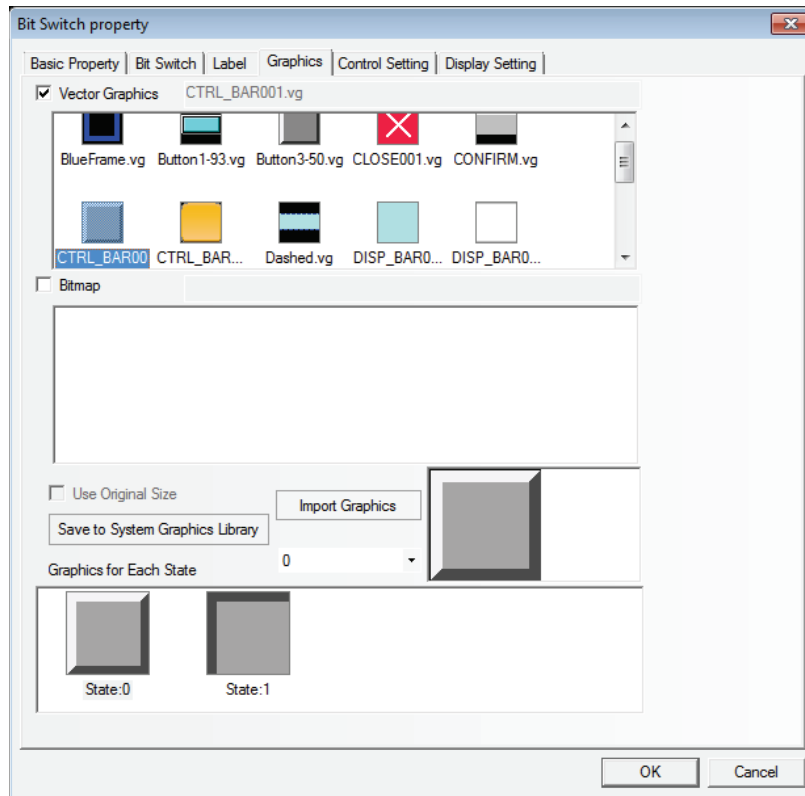 Bit Switch property
Basic Property Bit Switch Label Graphics Control Setting Display Setting
Vector Graphics CTRL_BAR001.vg
BlueFrame.vg Button1-93.vg Button3-50.vg CLOSE001.vg CONFIRM.vg
CTRL_BAR00 CTRL_BAR... Dashed.vg DISP_BAR0... DISP_BAR0...
Bitmap
Use Original Size
Import Graphics
Save to System Graphics Library
0
Graphics for Each State
State:0 State:1
OK Cancel